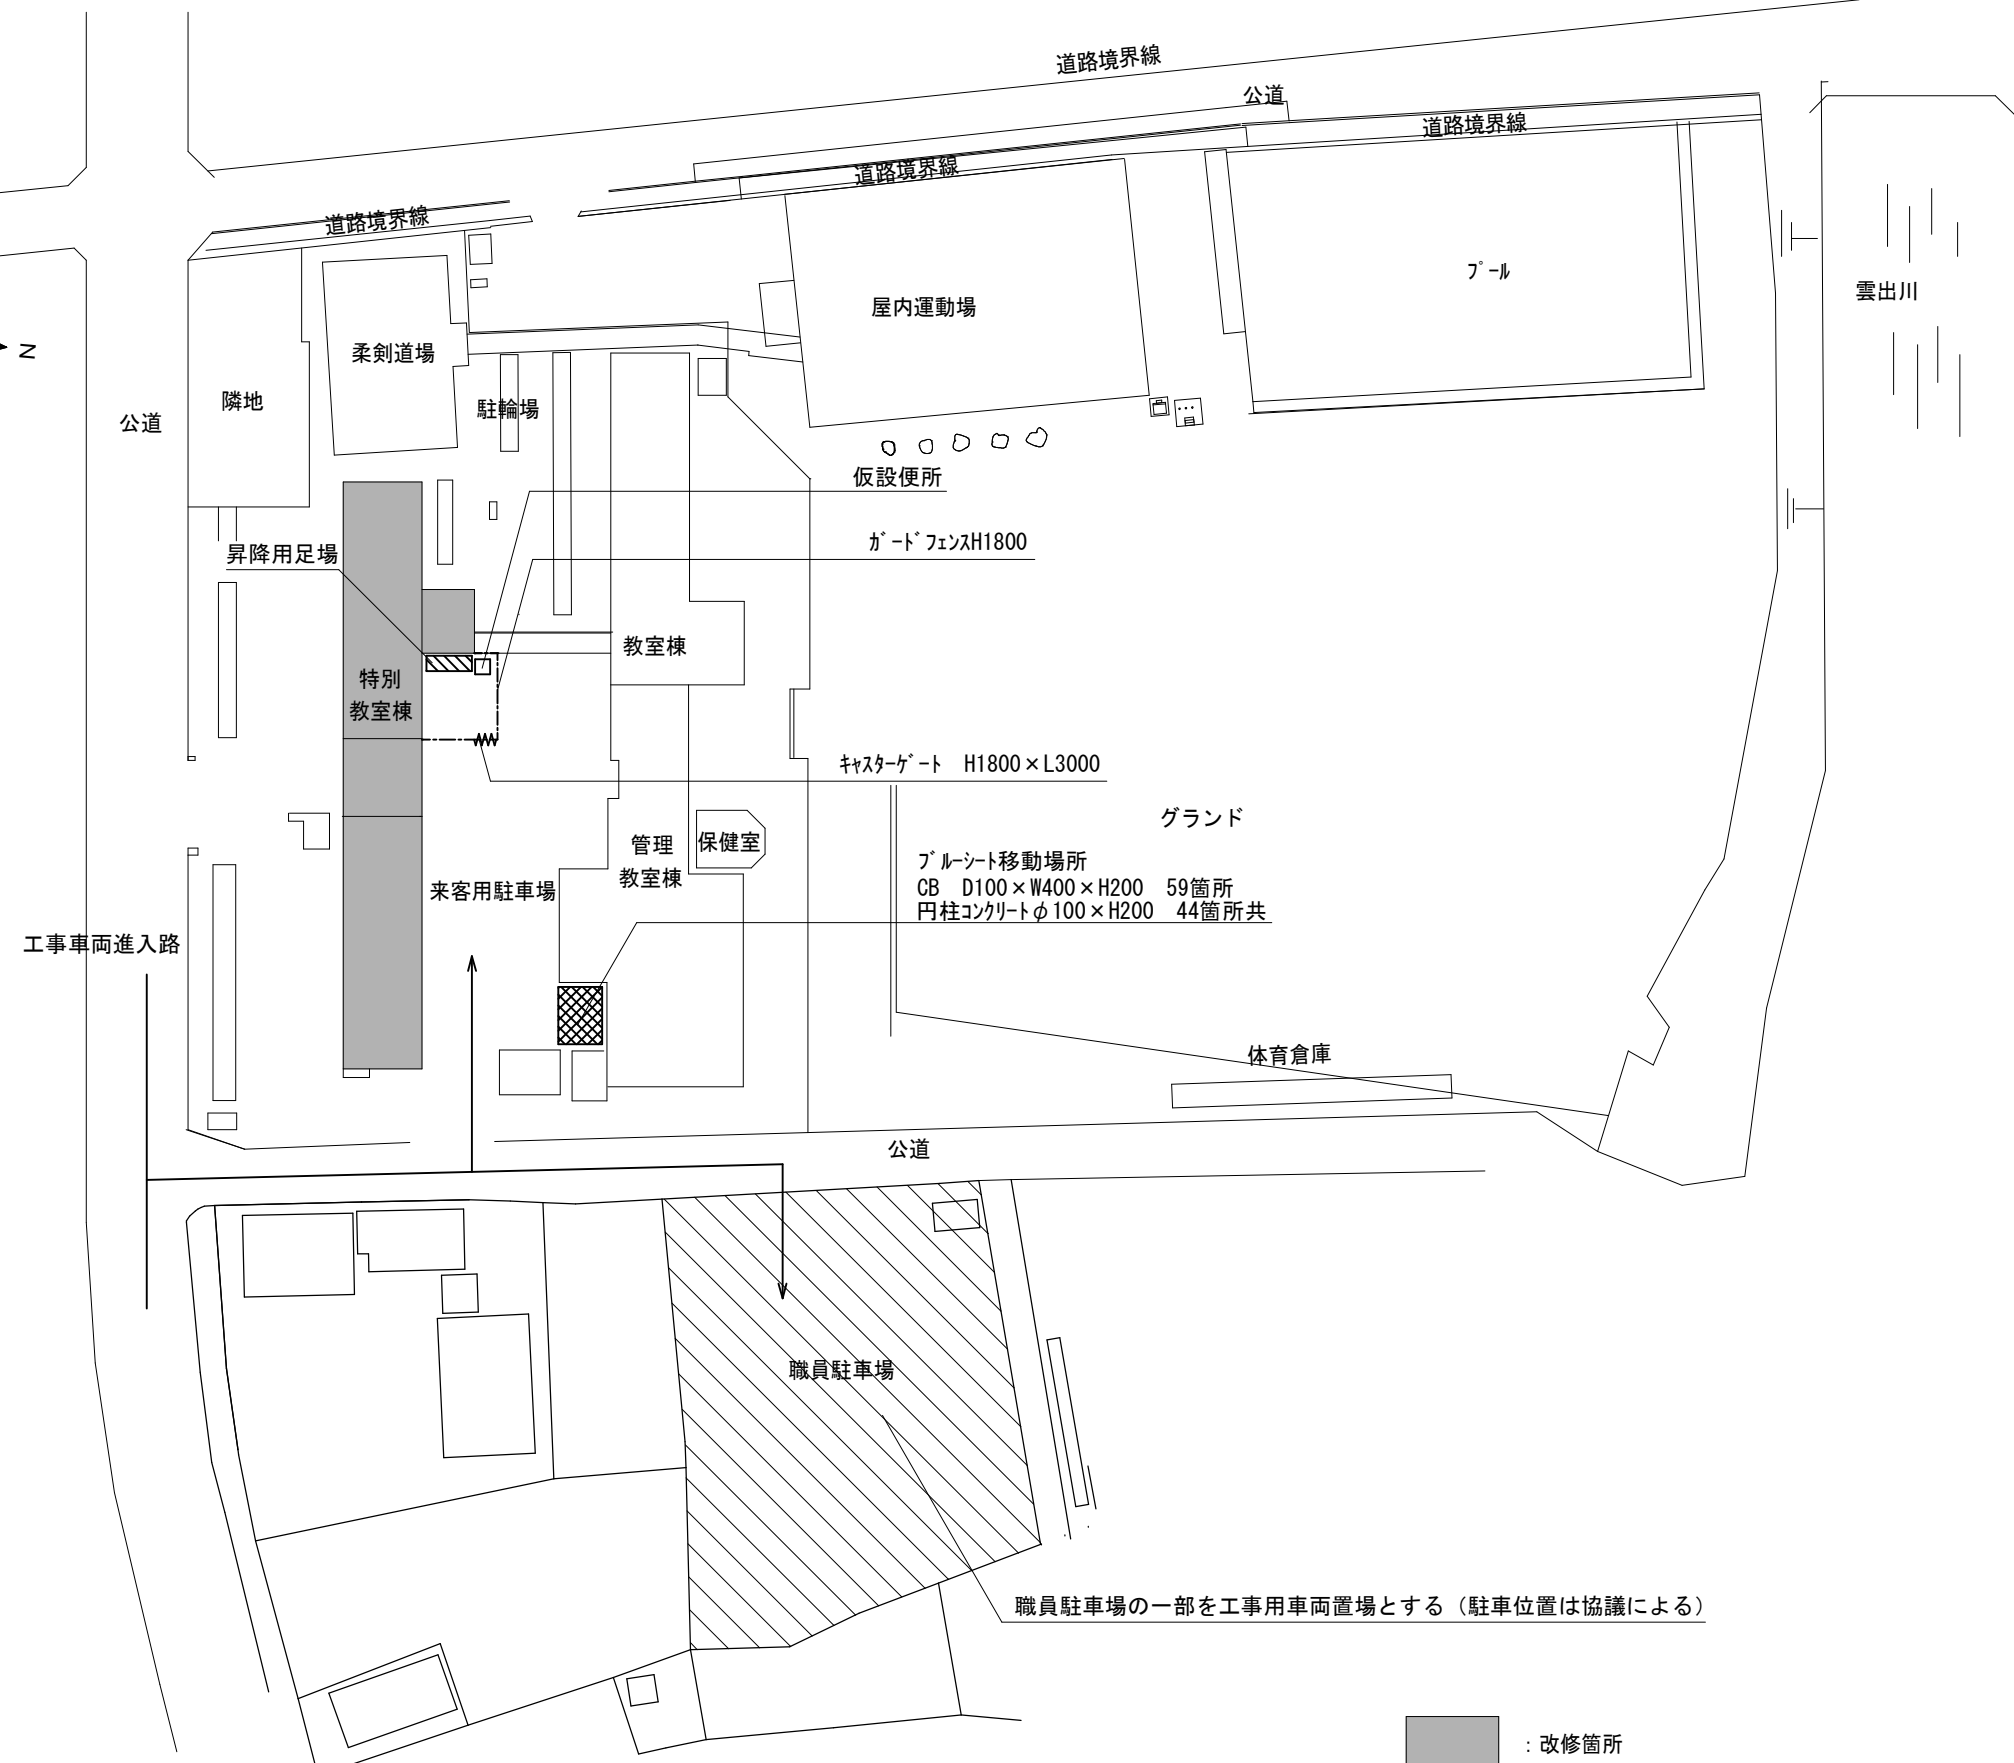 道路境界線
公道
道路境界線
道路境界線
道路境界線
プール
雲出川
屋内運動場
N
柔剣道場
隣地
駐輪場
公道
仮設便所
ガードフェンスH1800
昇降用足場
教室棟
特別
教室棟
キャスターゲート　H1800×L3000
グランド
管理
教室棟
保健室
ブルーシート移動場所
CB　D100×W400×H200　59箇所
円柱コンクリートφ100×H200　44箇所共
来客用駐車場
工事車両進入路
体育倉庫
公道
職員駐車場
職員駐車場の一部を工事用車両置場とする（駐車位置は協議による）
：改修箇所